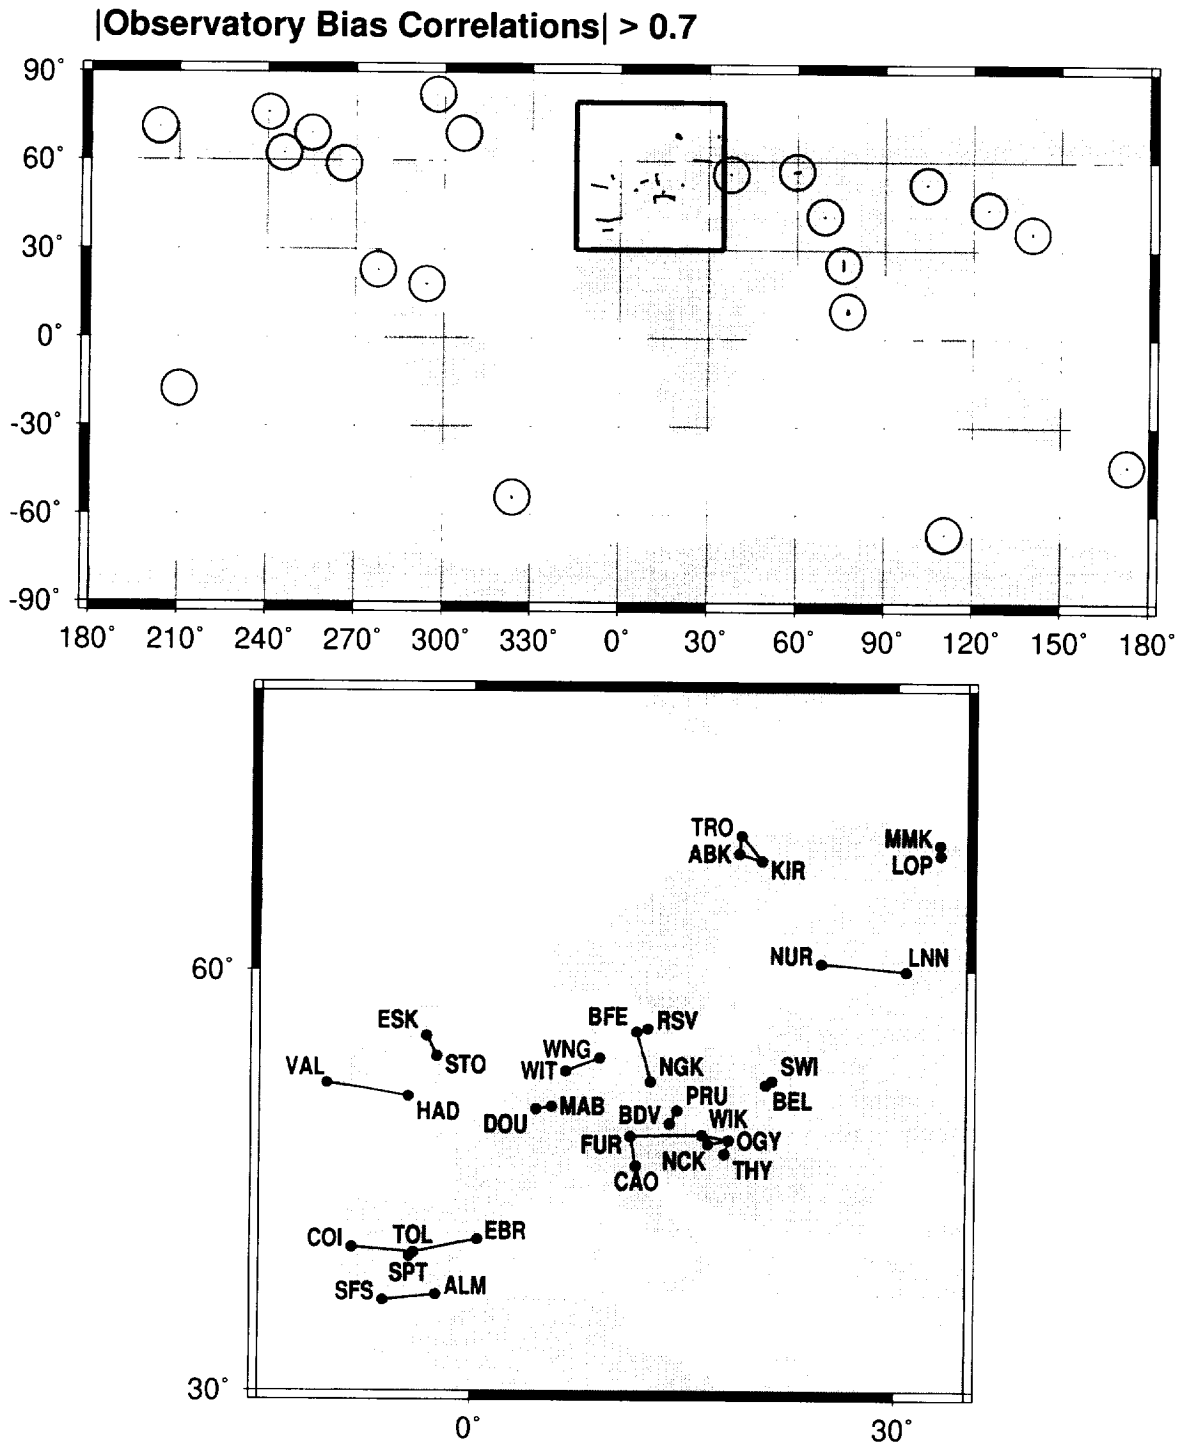 |Observatory Bias Correlations| > 0.7
90°
60°
30°
0°
-30°
-60°
-90°
180° 210° 240° 270° 300° 330° 0° 30° 60° 90° 120° 150° 180°
TRO
ABK
KIR
MMK
LOP
60°
NUR
LNN
ESK
STO
BFE
RSV
WNG
WIT
VAL
HAD
NGK
SWI
BEL
DOU
MAB
BDV
PRU
WIK
FUR
OGY
NCK
THY
CAO
COI
TOL
EBR
SPT
SFS
ALM
30°
0° 30°